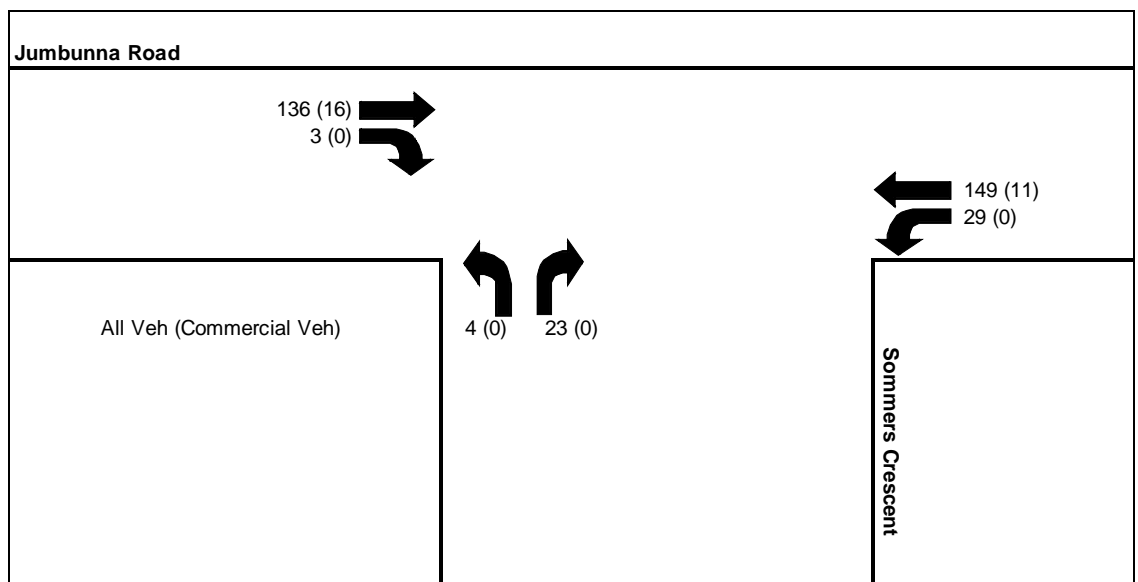 Jumbunna Road
136 (16)
3 (0)
149 (11)
29 (0)
All Veh (Commercial Veh)
4 (0)
23 (0)
Sommers Crescent